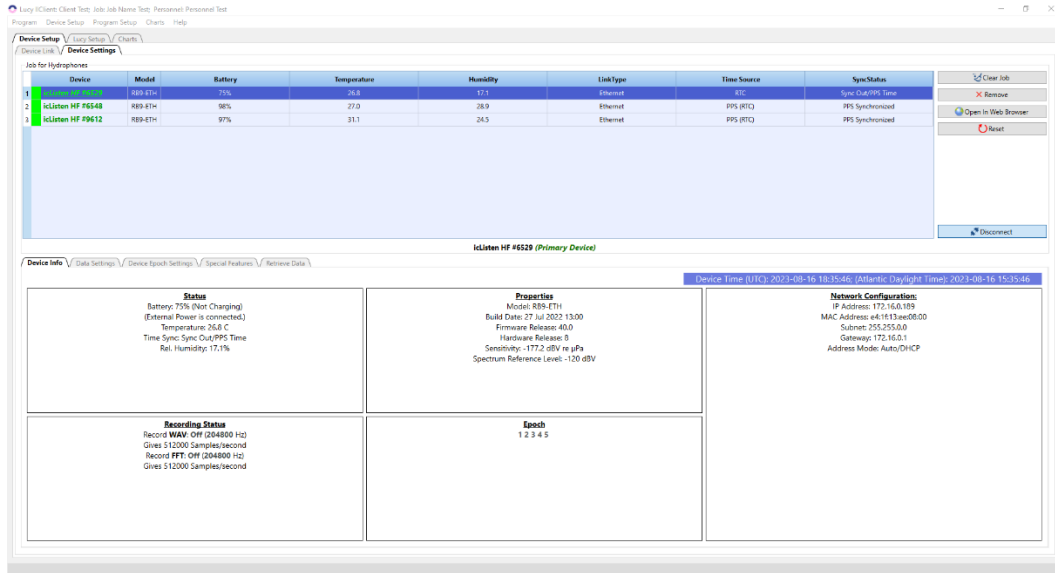 Lucy (Client: Client Test; Job: Job Name Test; Personnel: Personnel Test
Program Device Setup Program Setup Charts Help
Device Setup Lucy Setup Charts
Device Link Device Settings
Job for Hydrophones
Device Model Battery Temperature Humidity LinkType Time Source SyncStatus
1 icListen HF #6529 RB9-ETH 75% 26.8 17.1 Ethernet RTC Sync Out/PPS Time
2 icListen HF #6548 RB9-ETH 98% 27.0 28.9 Ethernet PPS (RTC) PPS Synchronized
3 icListen HF #9612 RB9-ETH 97% 31.1 24.5 Ethernet PPS (RTC) PPS Synchronized
Clear Job
Remove
Open In Web Browser
Reset
Disconnect
icListen HF #6529 (Primary Device)
Device Info Data Settings Device Epoch Settings Special Features Retrieve Data
Device Time (UTC): 2023-08-16 18:35:46; (Atlantic Daylight Time): 2023-08-16 15:35:46
Status
Battery: 75% (Not Charging)
(External Power is connected.)
Temperature: 26.8 C
Time Sync: Sync Out/PPS Time
Rel. Humidity: 17.1%
Properties
Model: RB9-ETH
Build Date: 27 Jul 2022 13:00
Firmware Release: 40.0
Hardware Release: 8
Sensitivity: -177.2 dBV re μPa
Spectrum Reference Level: -120 dBV
Network Configuration:
IP Address: 172.16.0.189
MAC Address: e4:1f:13:ee:08:00
Subnet: 255.255.0.0
Gateway: 172.16.0.1
Address Mode: Auto/DHCP
Recording Status
Record WAV: Off (204800 Hz)
Gives 512000 Samples/second
Record FFT: Off (204800 Hz)
Gives 512000 Samples/second
Epoch
1 2 3 4 5